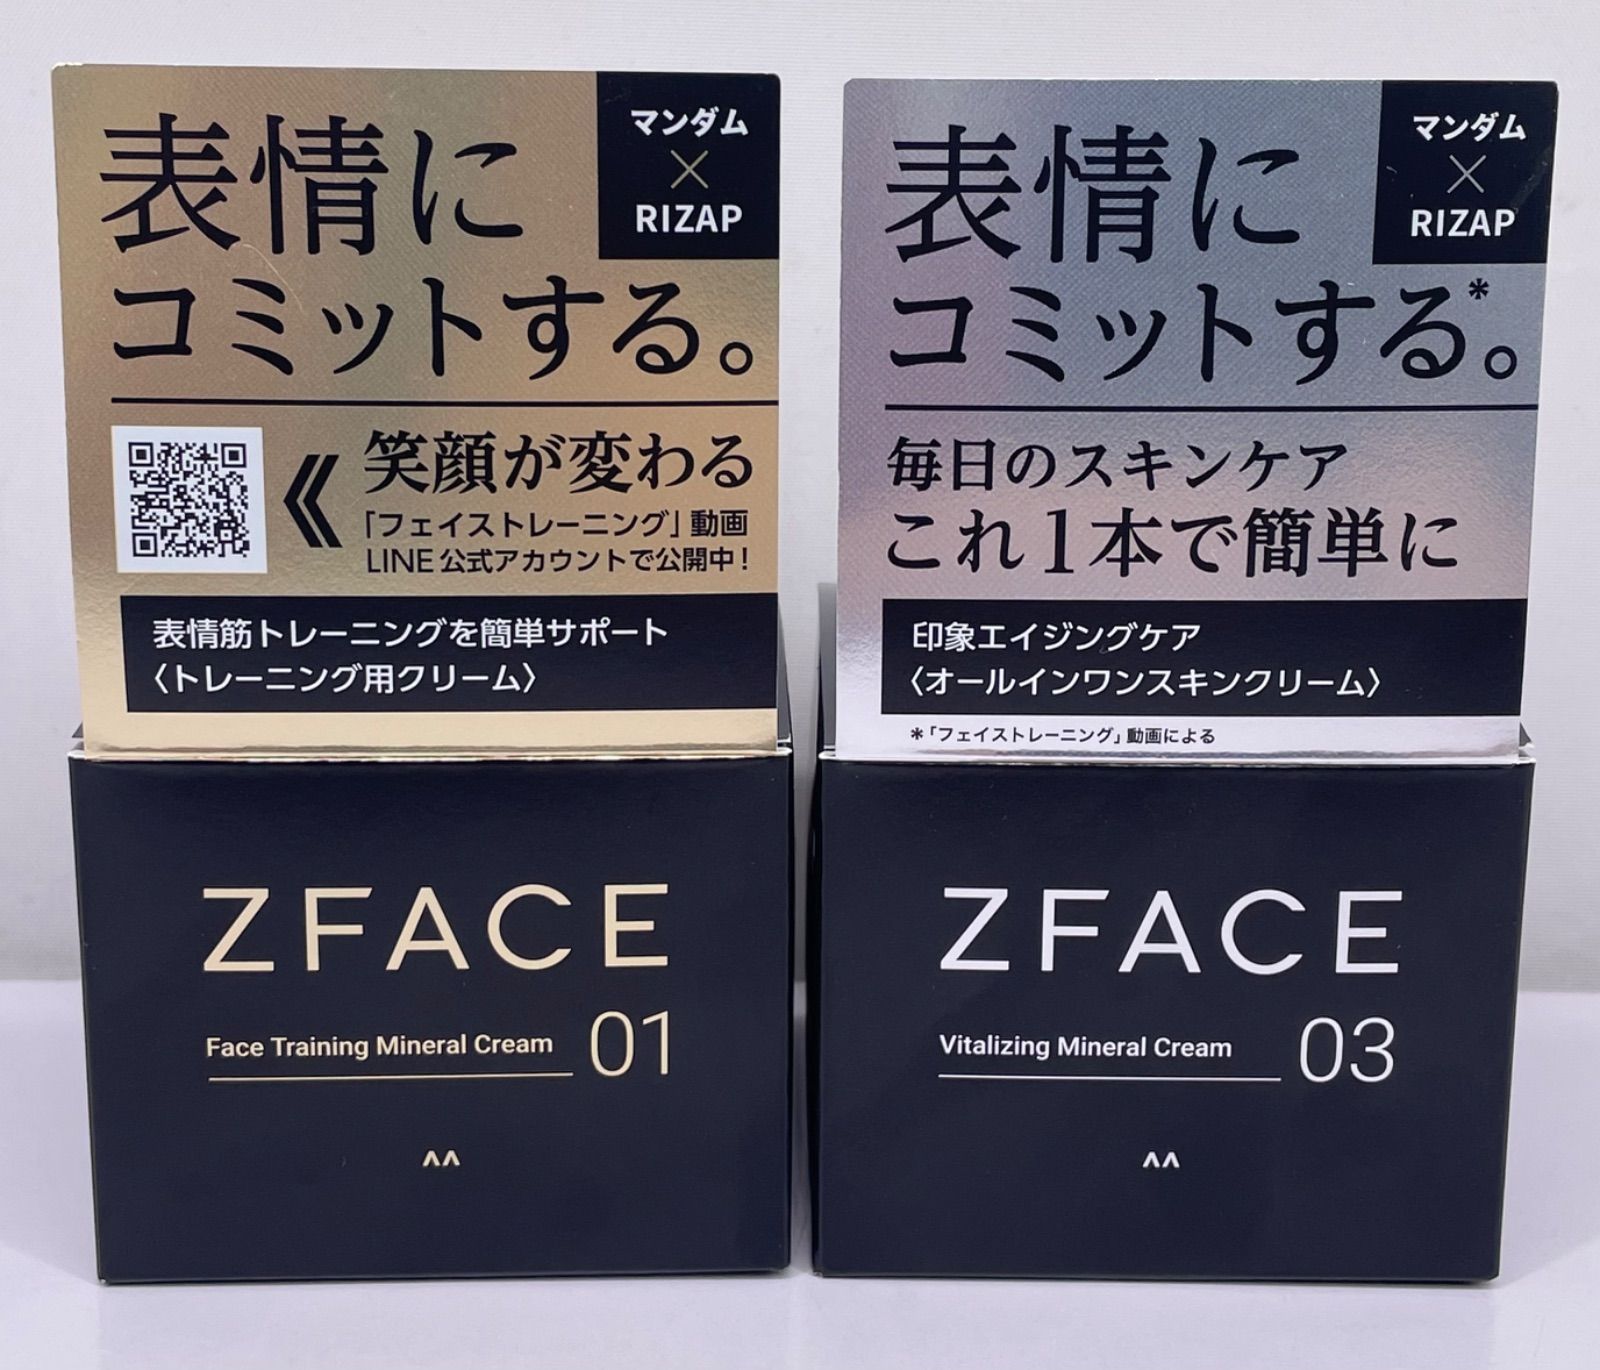 表情に
コミットする。
マンダム
×
RIZAP
笑顔が変わる
「フェイストレーニング」動画
LINE公式アカウントで公開中!
表情筋トレーニングを簡単サポート
〈トレーニング用クリーム〉
ZFACE
Face Training Mineral Cream 01
^^
表情に
コミットする*。
マンダム
×
RIZAP
毎日のスキンケア
これ1本で簡単に
印象エイジングケア
〈オールインワンスキンクリーム〉
*「フェイストレーニング」動画による
ZFACE
Vitalizing Mineral Cream 03
^^